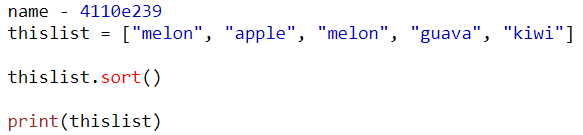 name - 4110e239
thislist = ["melon", "apple", "melon", "guava", "kiwi"]
thislist.sort()
print(thislist)